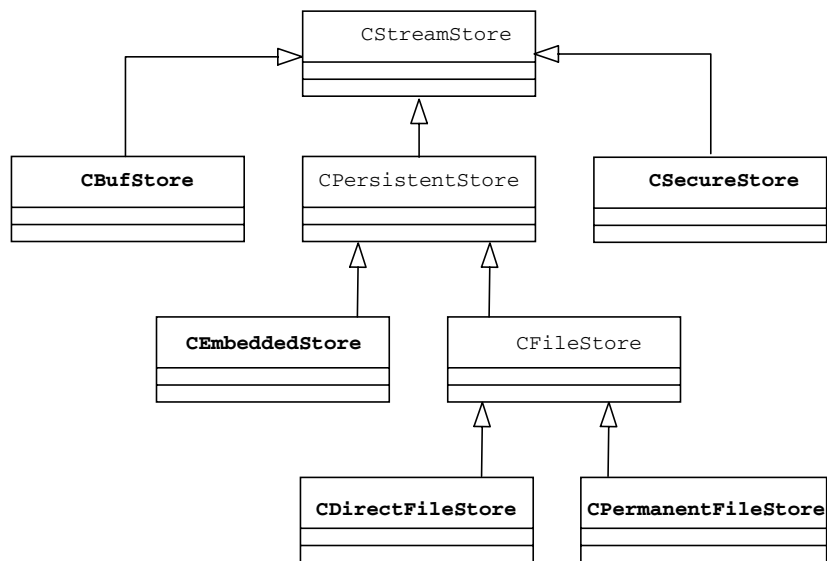 CStreamStore
CBufStore
CPersistentStore
CSecureStore
CEmbeddedStore
CFileStore
CDirectFileStore
CPermanentFileStore